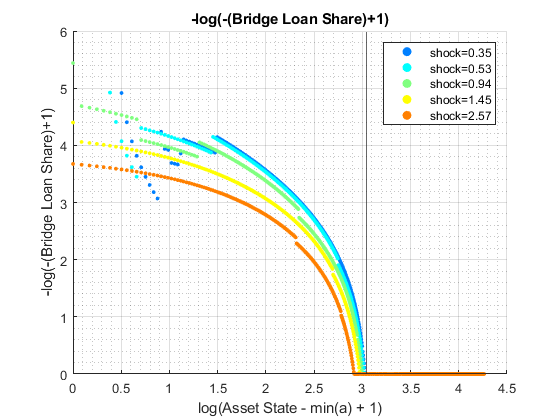 -log(-(Bridge Loan Share)+1)
6
5
4
3
2
1
0
-log(-(Bridge Loan Share)+1)
shock=0.35
shock=0.53
shock=0.94
shock=1.45
shock=2.57
0 0.5 1 1.5 2 2.5 3 3.5 4 4.5
log(Asset State - min(a) + 1)